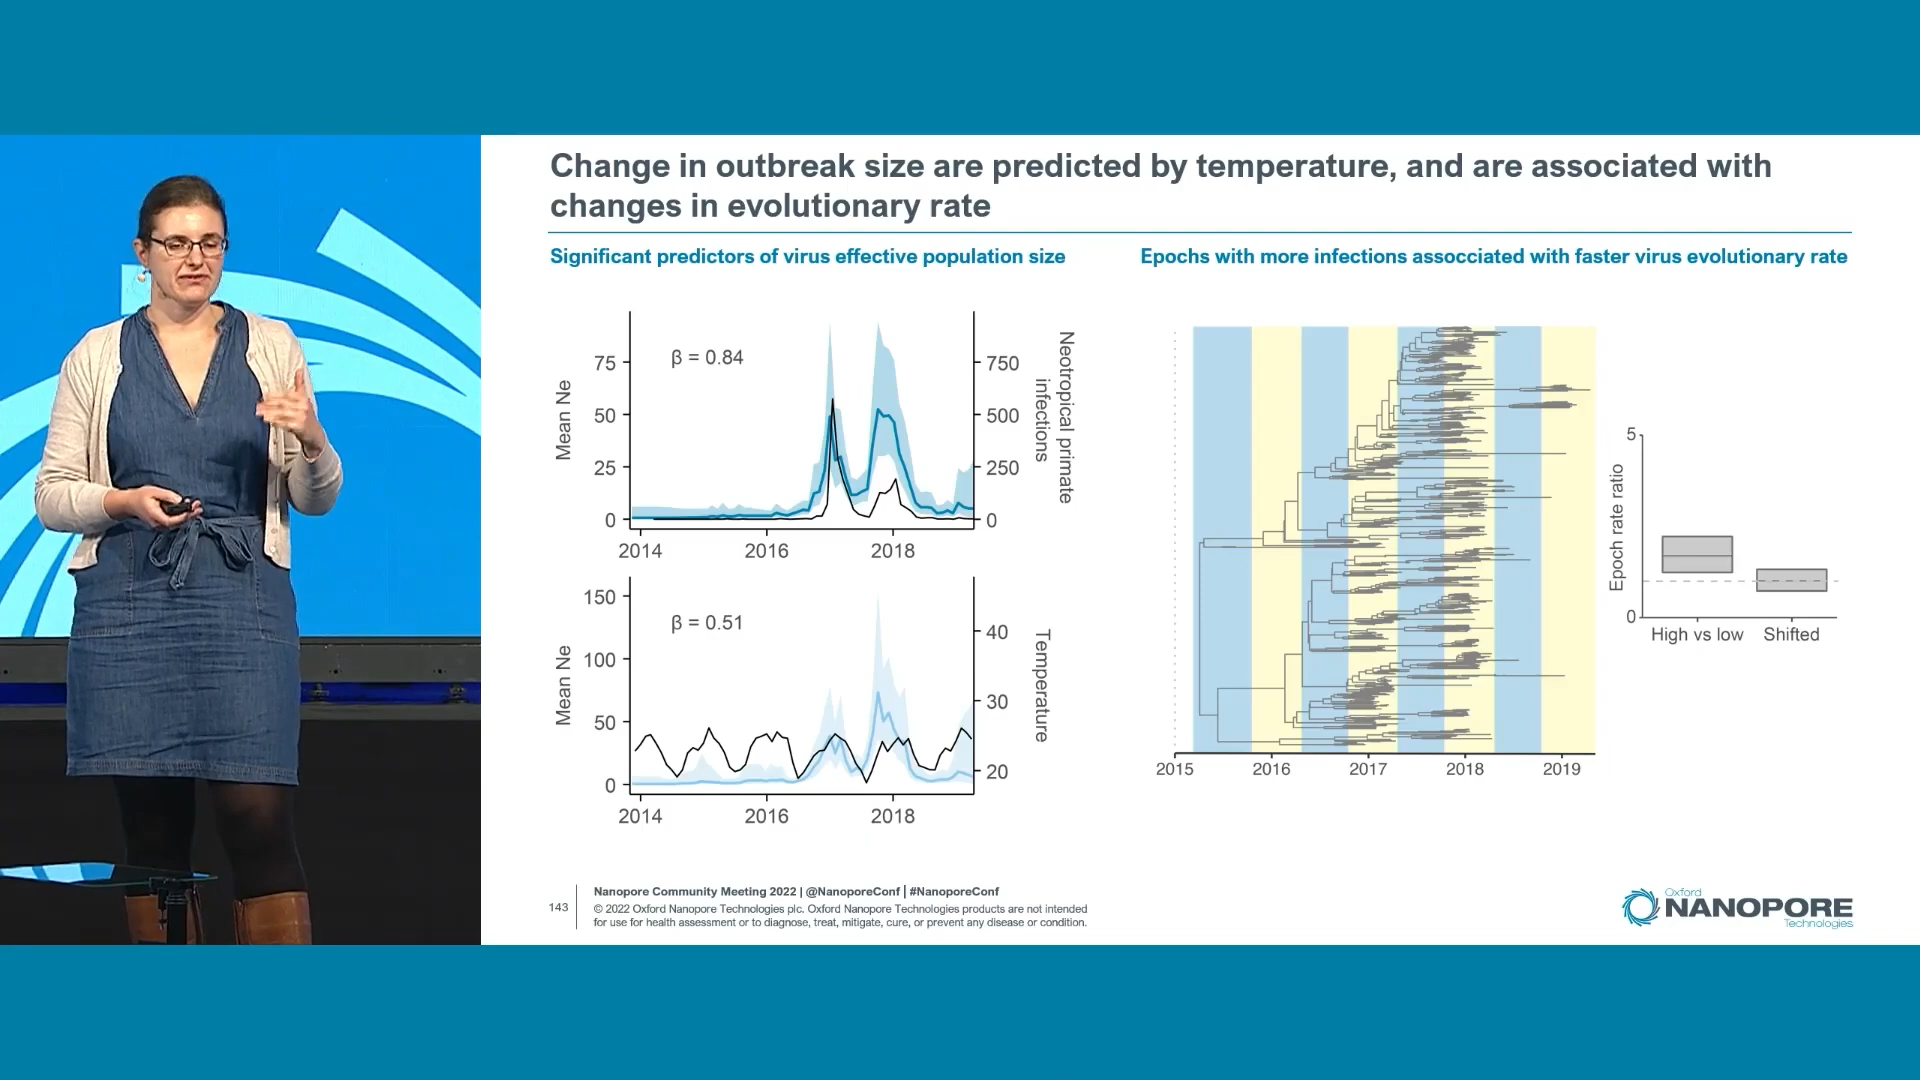 Change in outbreak size are predicted by temperature, and are associated with
changes in evolutionary rate
Significant predictors of virus effective population size
Epochs with more infections assocciated with faster virus evolutionary rate
β = 0.84
Mean Ne
75
50
25
0
750
500
250
0
Neotropical primate
infections
2014
2016
2018
β = 0.51
Mean Ne
150
100
50
0
40
30
20
Temperature
2014
2016
2018
2015
2016
2017
2018
2019
Epoch rate ratio
5
0
High vs low
Shifted
143
Nanopore Community Meeting 2022 | @NanoporeConf | #NanoporeConf
© 2022 Oxford Nanopore Technologies plc. Oxford Nanopore Technologies products are not intended
for use for health assessment or to diagnose, treat, mitigate, cure, or prevent any disease or condition.
Oxford
NANOPORE
Technologies